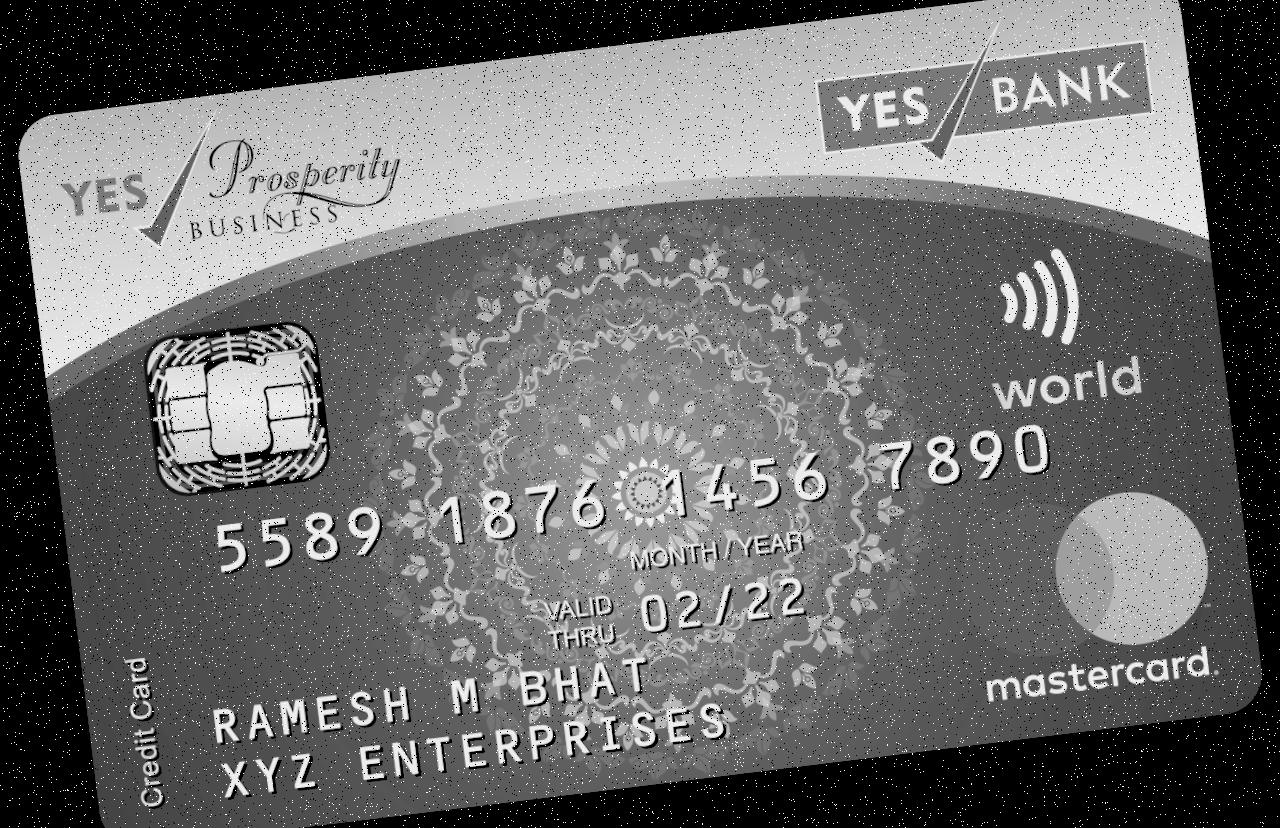 YES BANK
YES Prosperity
BUSINESS
world
5589 1876 1456 7890
MONTH / YEAR
VALID THRU 02/22
RAMESH M BHAT
XYZ ENTERPRISES
Credit Card
mastercard.